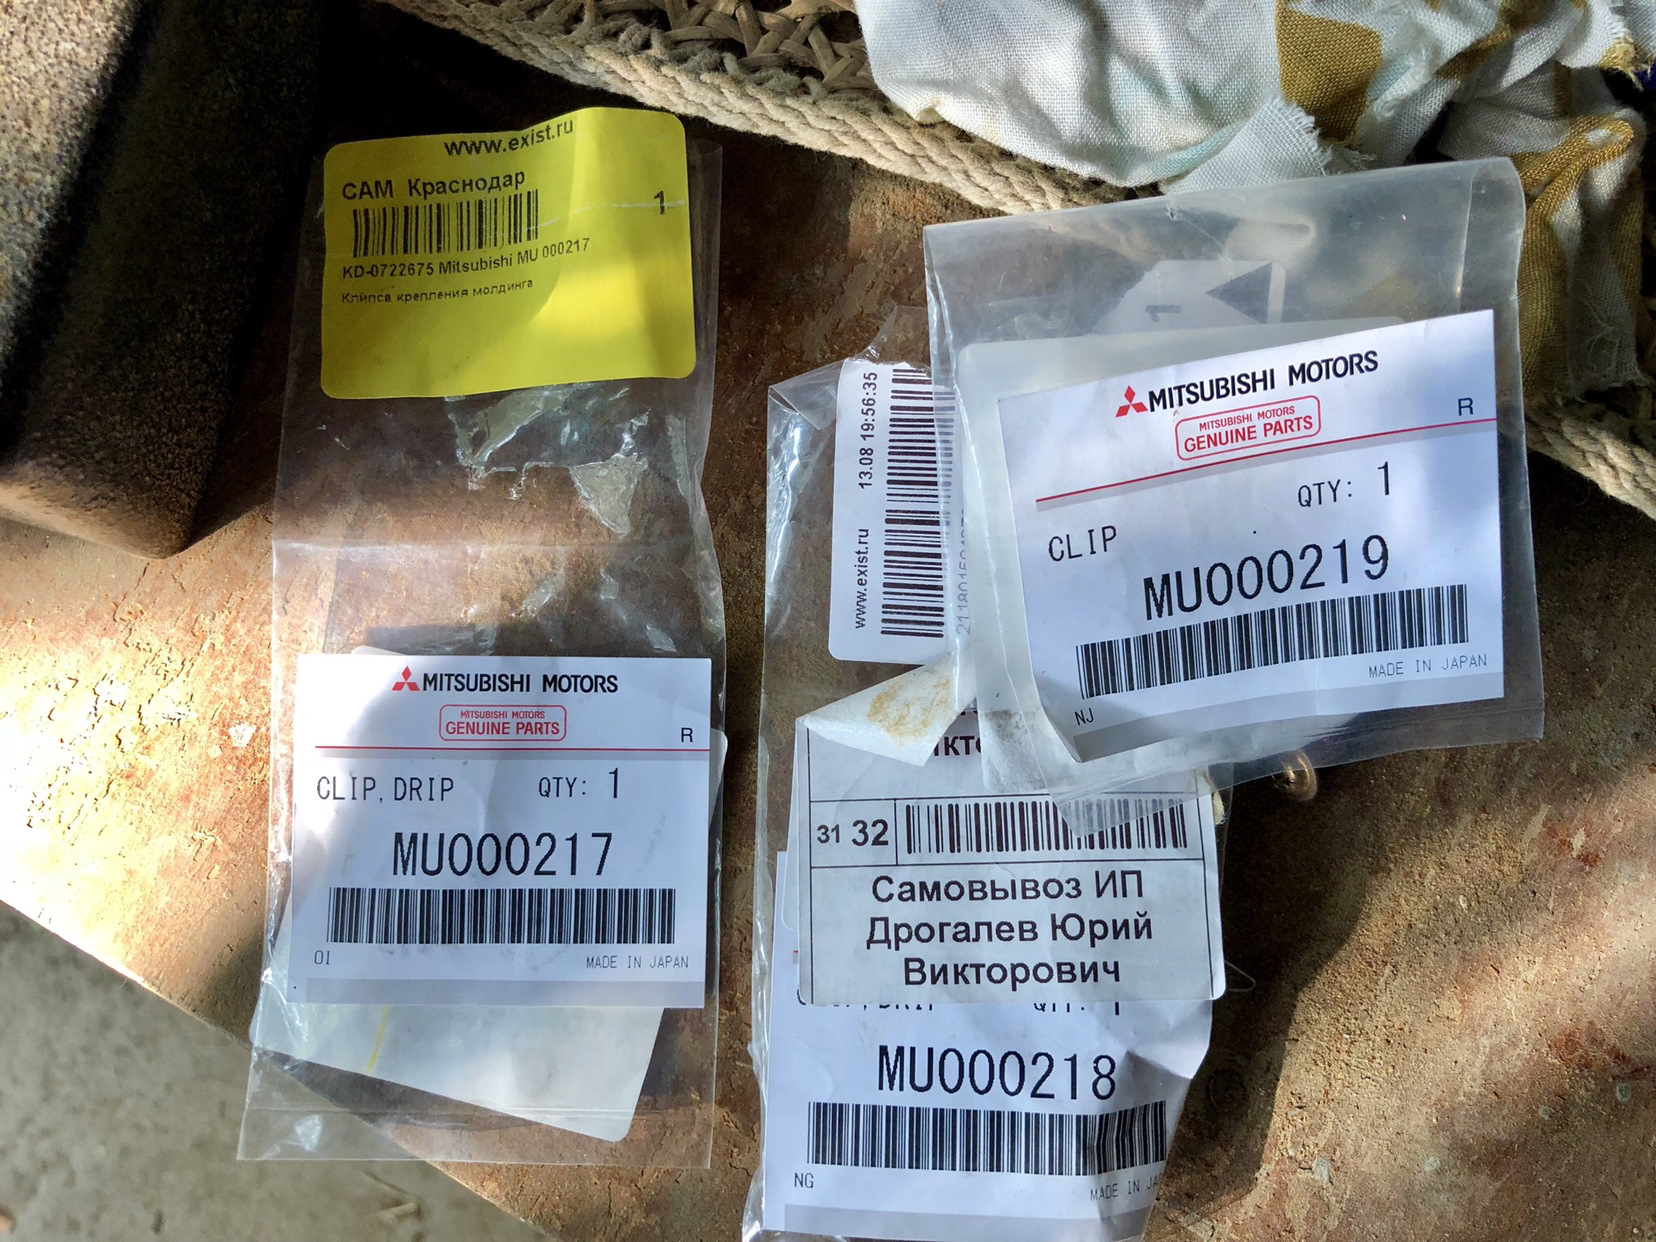 www.exist.ru
САМ Краснодар
1
KD-0722675 Mitsubishi MU 000217
Клипса крепления молдинга
MITSUBISHI MOTORS
MITSUBISHI MOTORS
GENUINE PARTS
R
CLIP, DRIP QTY: 1
MU000217
OI
MADE IN JAPAN
www.exist.ru 13.08 19:56:35
31 32
Самовывоз ИП
Дрогалев Юрий
Викторович
MU000218
NG
MADE IN
1
MITSUBISHI MOTORS
MITSUBISHI MOTORS
GENUINE PARTS
R
QTY: 1
CLIP
MU000219
MADE IN JAPAN
NJ